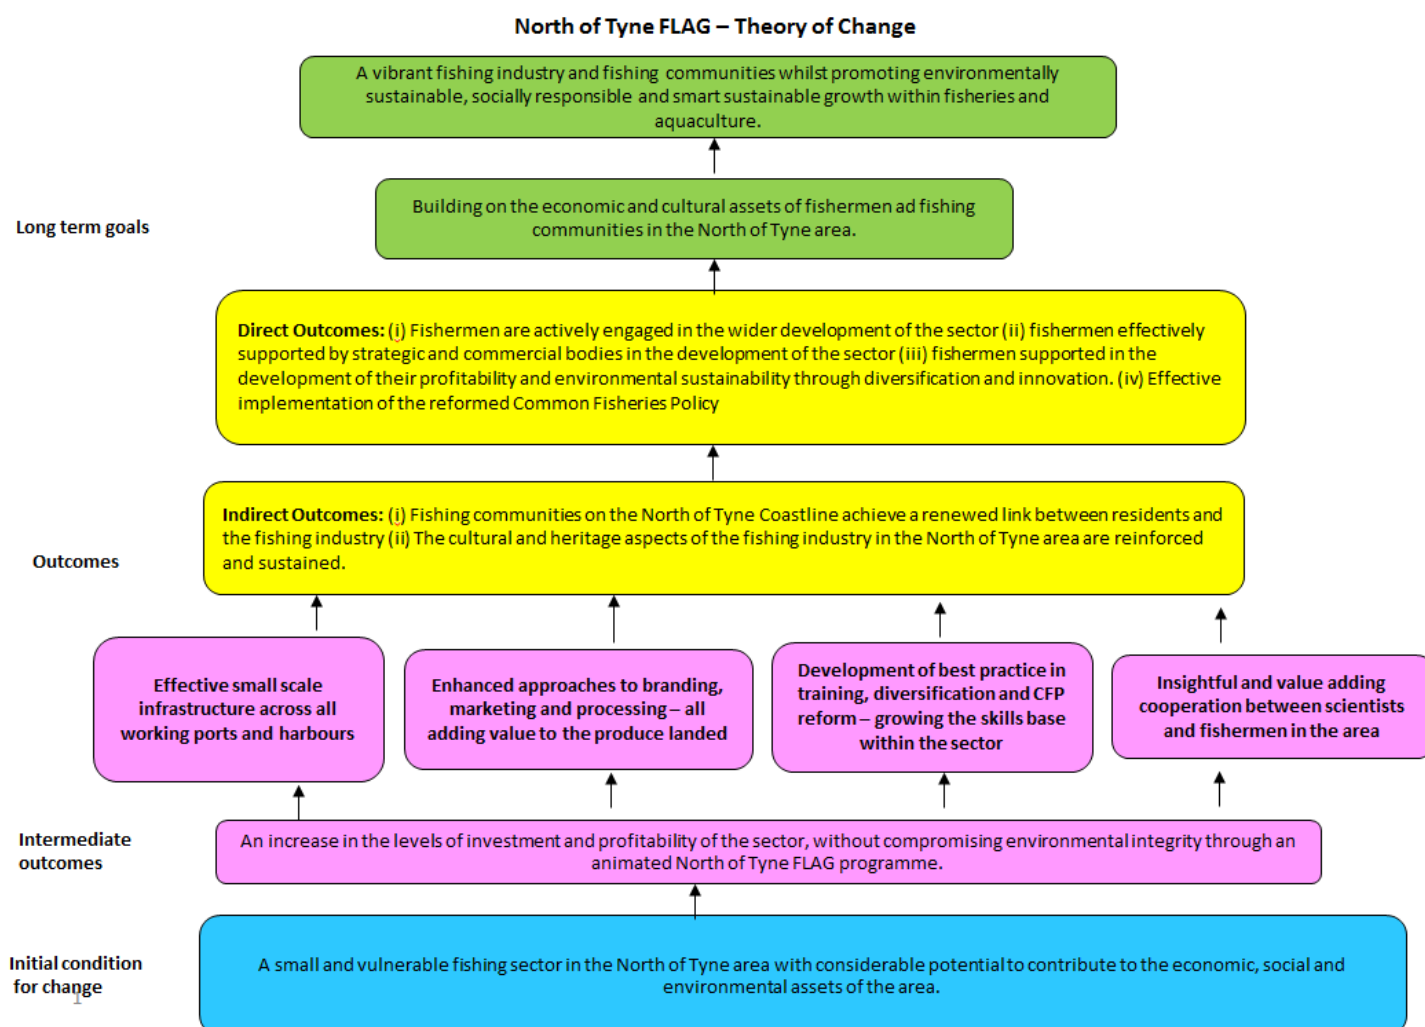 North of Tyne FLAG – Theory of Change
A vibrant fishing industry and fishing communities whilst promoting environmentally
sustainable, socially responsible and smart sustainable growth within fisheries and
aquaculture.
Long term goals
Building on the economic and cultural assets of fishermen ad fishing
communities in the North of Tyne area.
Direct Outcomes: (i) Fishermen are actively engaged in the wider development of the sector (ii) fishermen effectively
supported by strategic and commercial bodies in the development of the sector (iii) fishermen supported in the
development of their profitability and environmental sustainability through diversification and innovation. (iv) Effective
implementation of the reformed Common Fisheries Policy
Outcomes
Indirect Outcomes: (i) Fishing communities on the North of Tyne Coastline achieve a renewed link between residents and
the fishing industry (ii) The cultural and heritage aspects of the fishing industry in the North of Tyne area are reinforced
and sustained.
Effective small scale
infrastructure across all
working ports and harbours
Enhanced approaches to branding,
marketing and processing – all
adding value to the produce landed
Development of best practice in
training, diversification and CFP
reform – growing the skills base
within the sector
Insightful and value adding
cooperation between scientists
and fishermen in the area
Intermediate
outcomes
An increase in the levels of investment and profitability of the sector, without compromising environmental integrity through an
animated North of Tyne FLAG programme.
Initial condition
for change
A small and vulnerable fishing sector in the North of Tyne area with considerable potential to contribute to the economic, social and
environmental assets of the area.